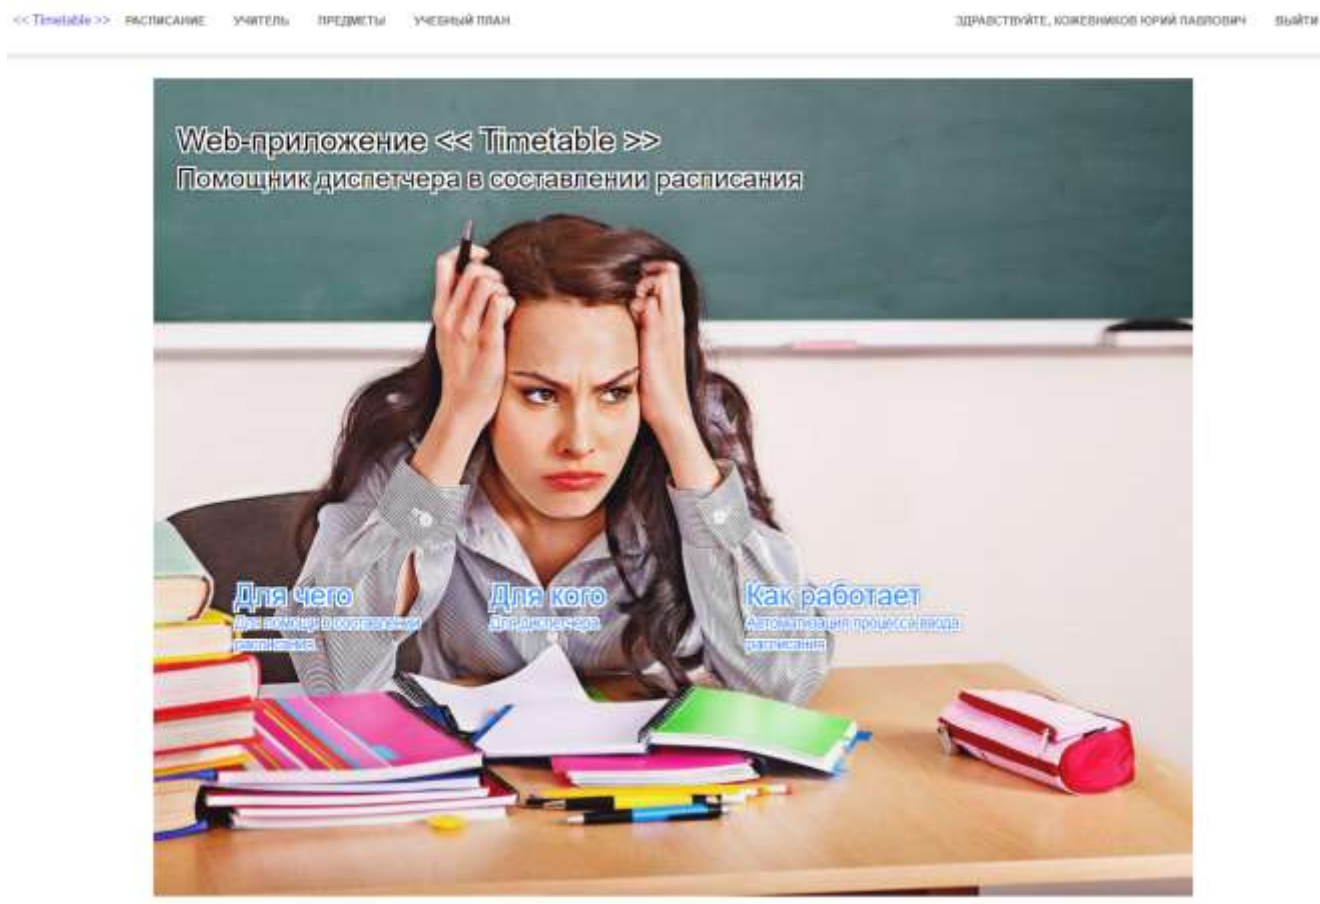 << Timetable >> РАСПИСАНИЕ УЧИТЕЛЬ ПРЕДМЕТЫ УЧЕБНЫЙ ПЛАН ЗДРАВСТВУЙТЕ, КОЖЕВНИКОВ ЮРИЙ ПАВЛОВИЧ ВЫЙТИ
Web-приложение << Timetable >>
Помощник диспетчера в составлении расписания
Для чего Для кого Как работает
Для помощи в составлении Для диспетчера Автоматизация процесса ввода
расписания. расписания